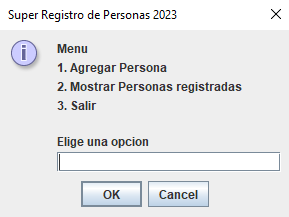 Super Registro de Personas 2023
Menu
1. Agregar Persona
2. Mostrar Personas registradas
3. Salir
Elige una opcion
OK Cancel